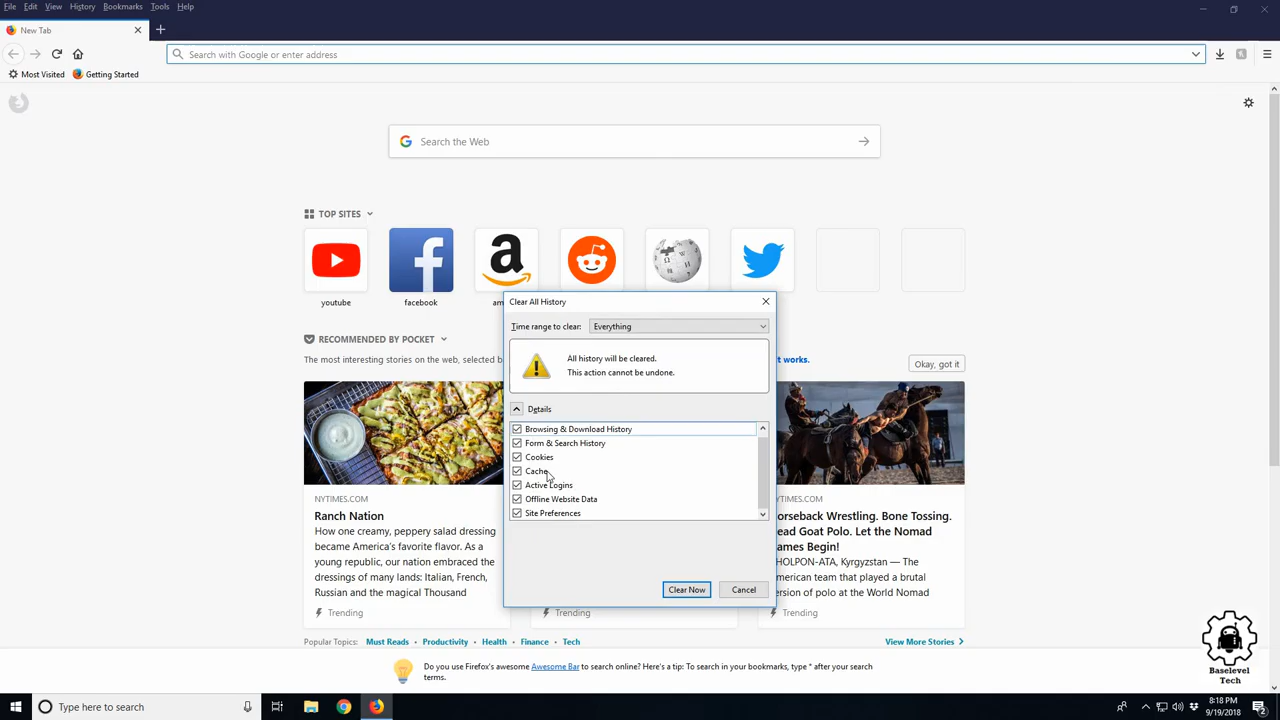 File Edit View History Bookmarks Tools Help
New Tab
Search with Google or enter address
Most Visited Getting Started
Search the Web
TOP SITES
youtube
facebook
am
Clear All History
Time range to clear: Everything
All history will be cleared.
This action cannot be undone.
Details
Browsing & Download History
Form & Search History
Cookies
Cache
Active Logins
Offline Website Data
Site Preferences
Clear Now Cancel
RECOMMENDED BY POCKET
The most interesting stories on the web, selected b
t works.
Okay, got it
NYTIMES.COM
Ranch Nation
How one creamy, peppery salad dressing
became America's favorite flavor. As a
young republic, our nation embraced the
dressings of many lands: Italian, French,
Russian and the magical Thousand
Trending
Trending
NYTIMES.COM
orseback Wrestling. Bone Tossing.
ead Goat Polo. Let the Nomad
ames Begin!
HOLPON-ATA, Kyrgyzstan — The
merican team that played a brutal
ersion of polo at the World Nomad
Trending
Popular Topics: Must Reads • Productivity • Health • Finance • Tech
View More Stories
Do you use Firefox's awesome Awesome Bar to search online? Here's a tip: To search in your bookmarks, type * after your search
terms.
Baselevel
Tech
Type here to search
8:18 PM
9/19/2018
2